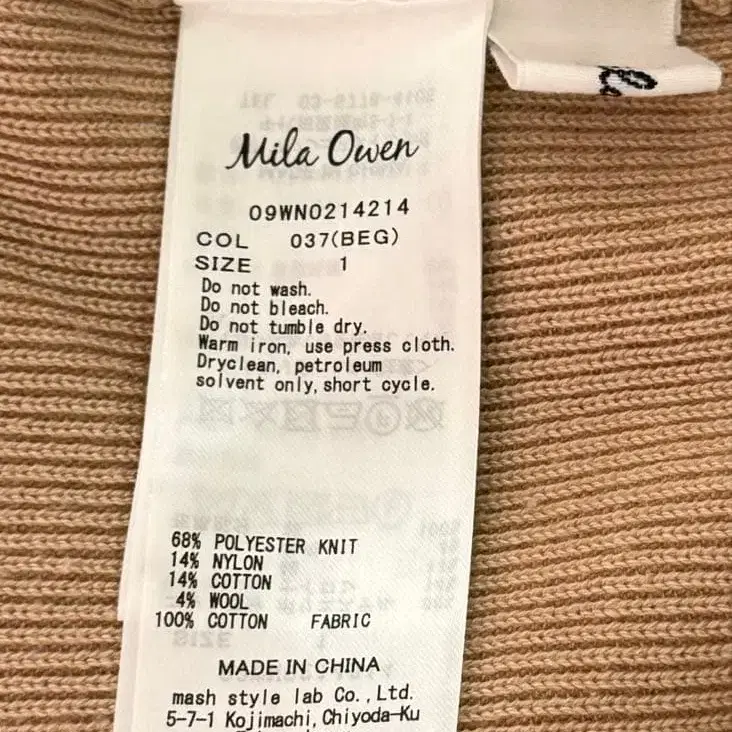 Mila Owen
09WN0214214
COL 037(BEG)
SIZE 1
Do not wash.
Do not bleach.
Do not tumble dry.
Warm iron, use press cloth.
Dryclean, petroleum
solvent only, short cycle.
68% POLYESTER KNIT
14% NYLON
14% COTTON
4% WOOL
100% COTTON FABRIC
MADE IN CHINA
mash style lab Co., Ltd.
5-7-1 Kojimachi, Chiyoda-Ku